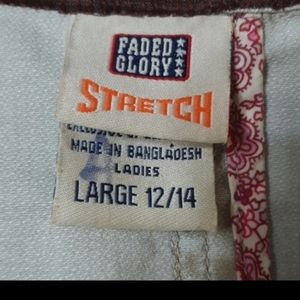 FADED
GLORY
STRETCH
MADE IN BANGLADESH
LADIES
LARGE 12/14